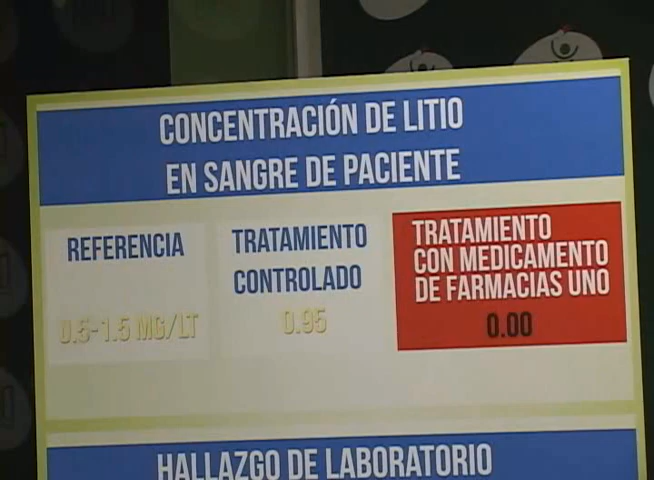 CONCENTRACIÓN DE LITIO
EN SANGRE DE PACIENTE
REFERENCIA
0.5-1.5 MG/LT
TRATAMIENTO
CONTROLADO
0.95
TRATAMIENTO
CON MEDICAMENTO
DE FARMACIAS UNO
0.00
HALLAZGO DE LABORATORIO